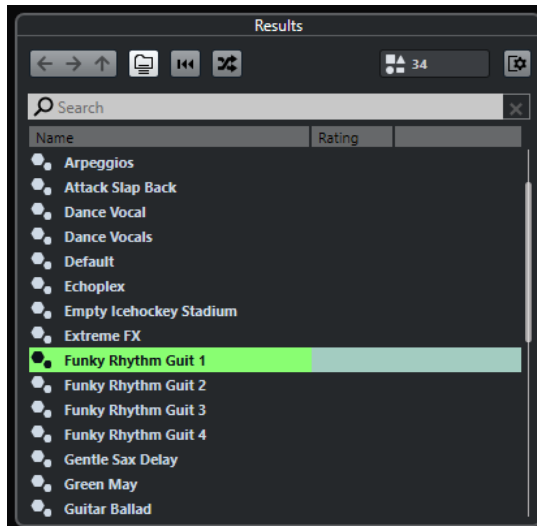 Results
34
Search
Name Rating
Arpeggios
Attack Slap Back
Dance Vocal
Dance Vocals
Default
Echoplex
Empty Icehockey Stadium
Extreme FX
Funky Rhythm Guit 1
Funky Rhythm Guit 2
Funky Rhythm Guit 3
Funky Rhythm Guit 4
Gentle Sax Delay
Green May
Guitar Ballad